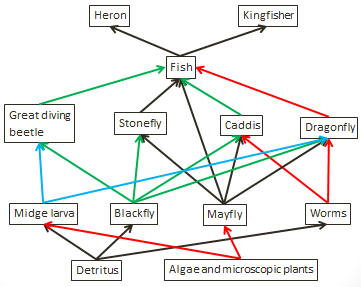 Heron
Kingfisher
Fish
Great diving
beetle
Stonefly
Caddis
Dragonfly
Midge larva
Blackfly
Mayfly
Worms
Detritus
Algae and microscopic plants